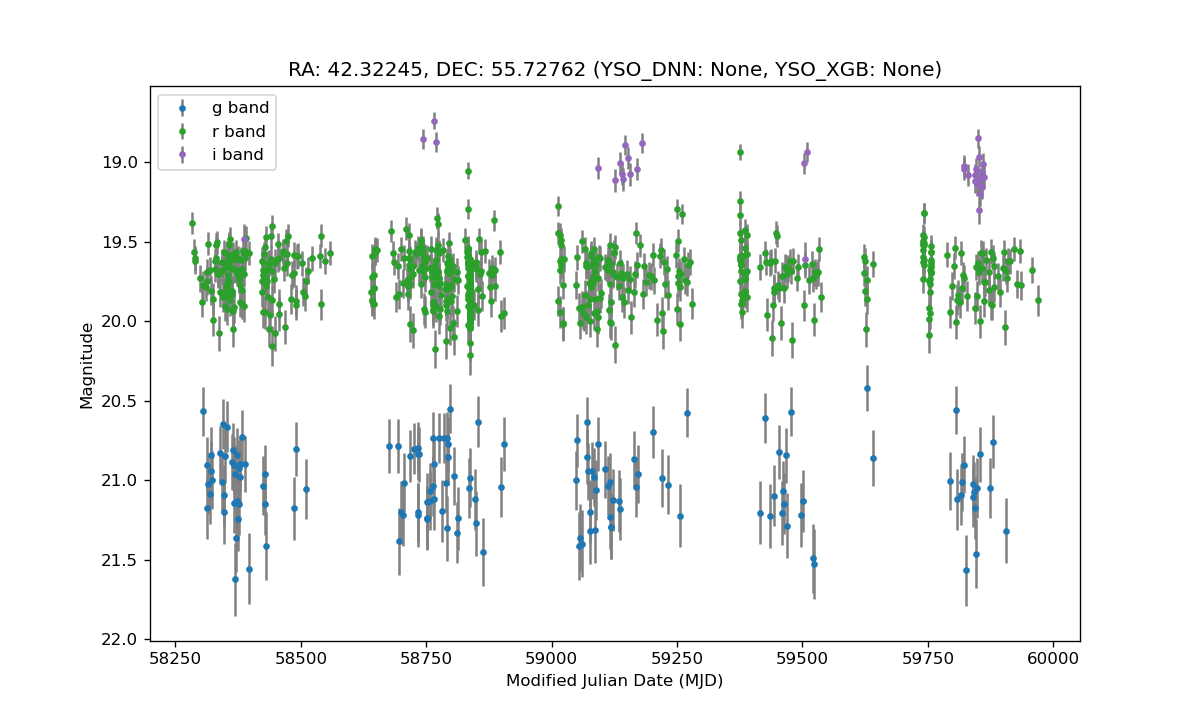 RA: 42.32245, DEC: 55.72762 (YSO_DNN: None, YSO_XGB: None)
g band
r band
i band
19.0
19.5
20.0
20.5
21.0
21.5
22.0
Magnitude
58250 58500 58750 59000 59250 59500 59750 60000
Modified Julian Date (MJD)